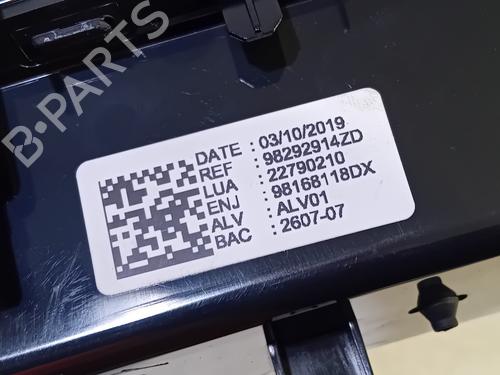 B-PARTS
DATE : 03/10/2019
REF : 98292914ZD
LUA : 22790210
ENJ : 98168118DX
ALV : ALV01
BAC : 2607-07